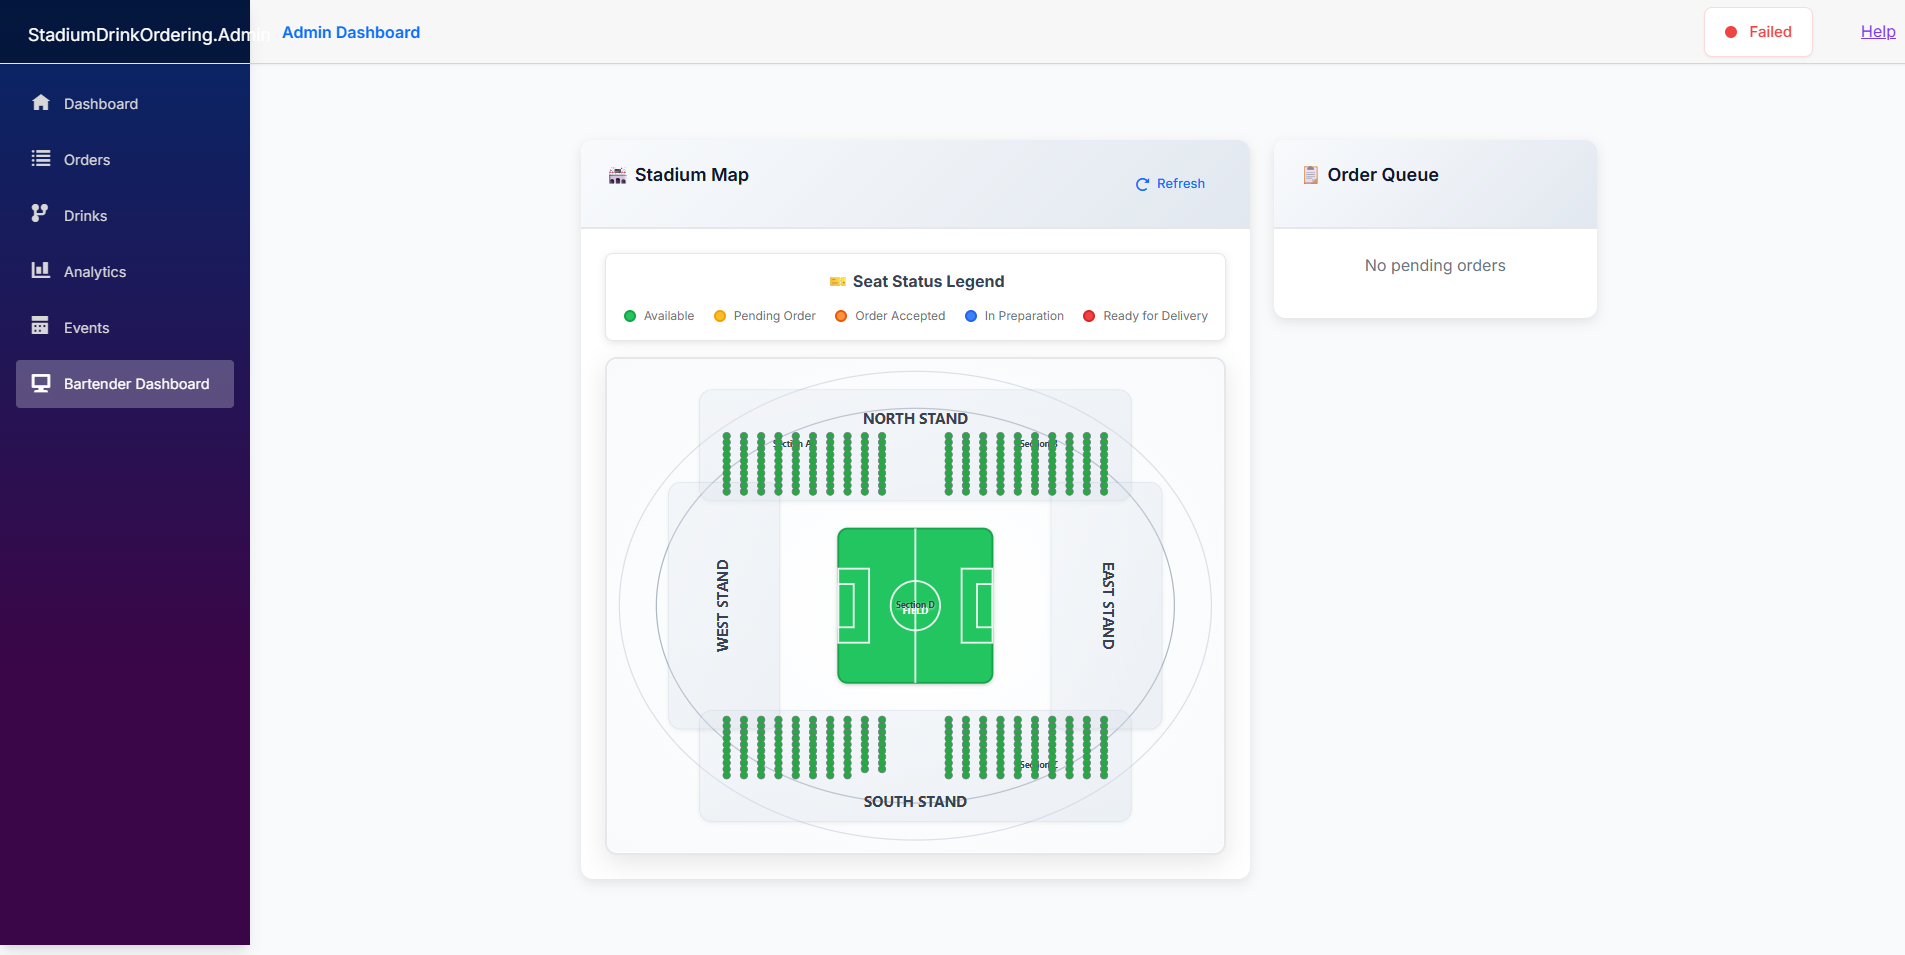 StadiumDrinkOrdering.Admin
Admin Dashboard
Failed
Help
Dashboard
Orders
Drinks
Analytics
Events
Bartender Dashboard
Stadium Map
Refresh
Seat Status Legend
Available
Pending Order
Order Accepted
In Preparation
Ready for Delivery
NORTH STAND
Section A
Section B
WEST STAND
Section D
FIELD
EAST STAND
Section C
SOUTH STAND
Order Queue
No pending orders